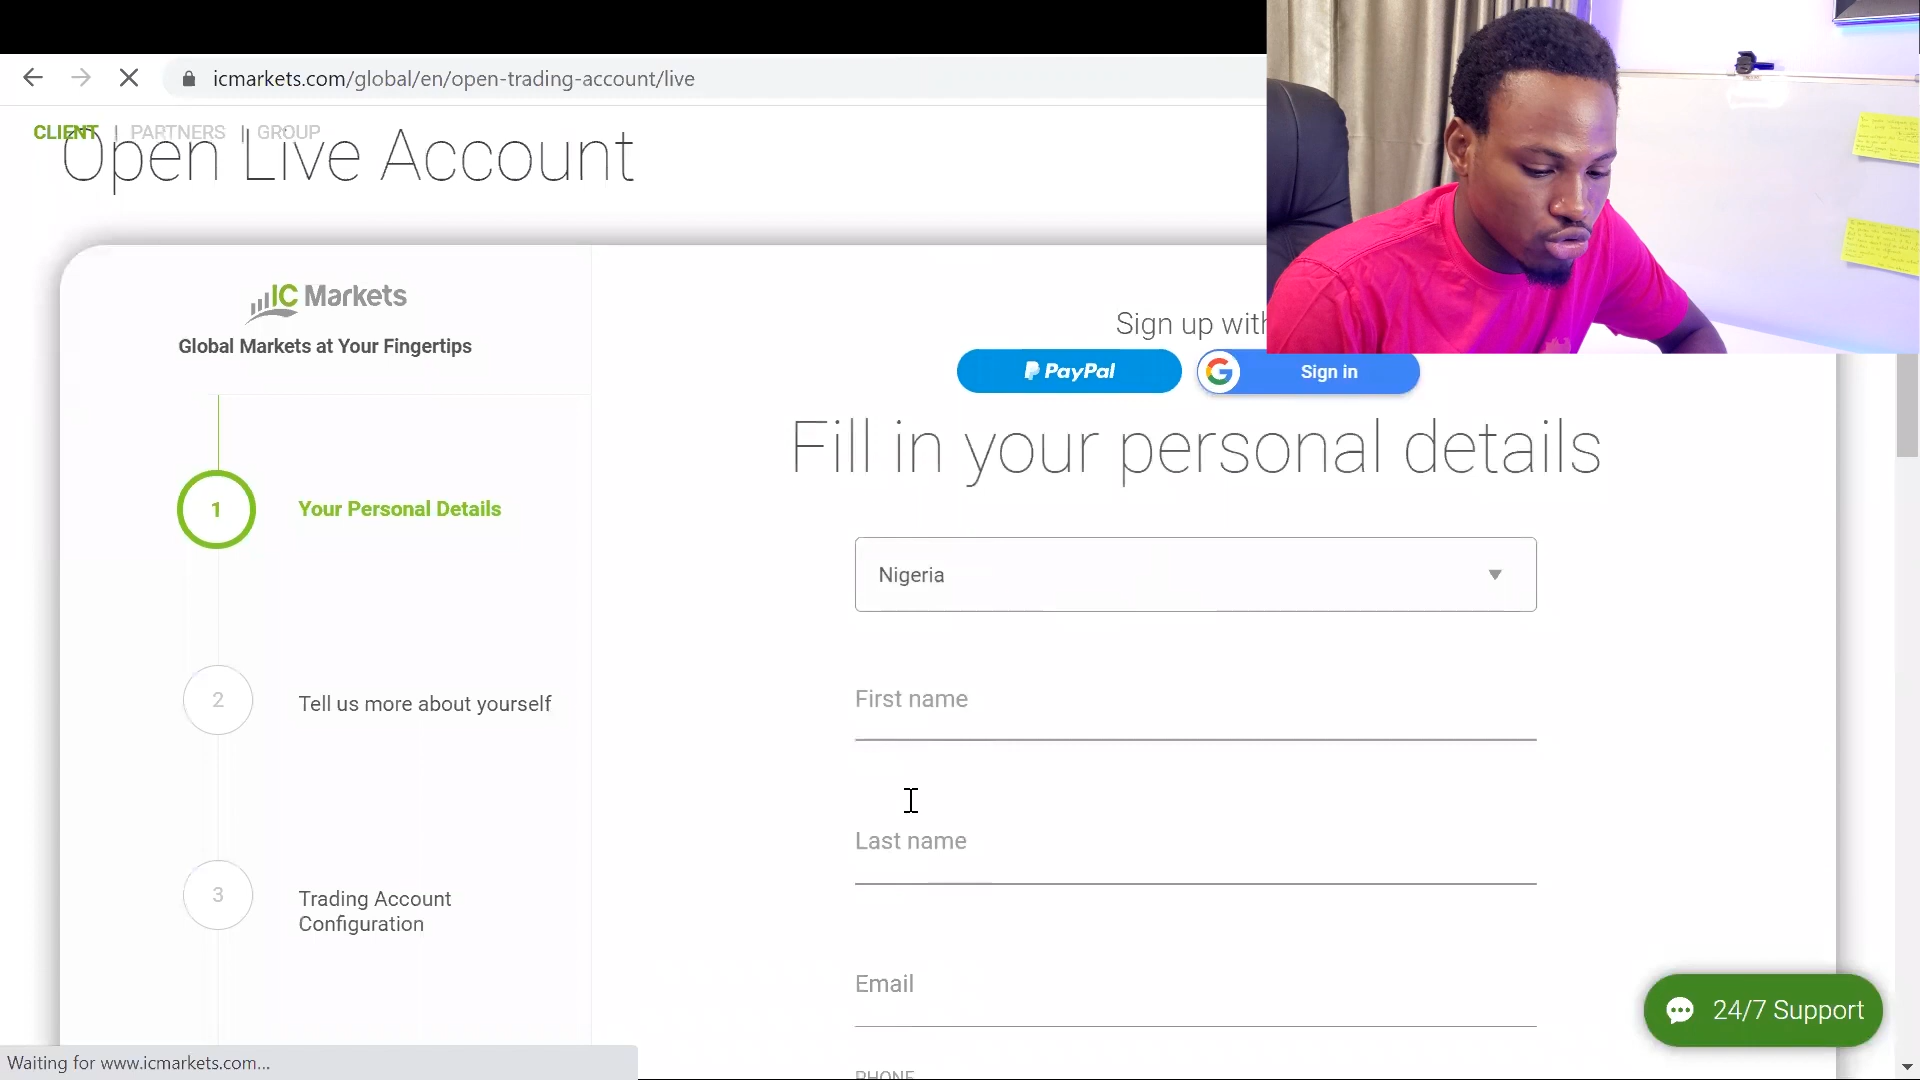 icmarkets.com/global/en/open-trading-account/live
CLIENT | PARTNERS | GROUP
Open Live Account
IC Markets
Global Markets at Your Fingertips
Sign up with
PayPal
Sign in
Fill in your personal details
1
Your Personal Details
Nigeria
First name
2
Tell us more about yourself
Last name
3
Trading Account
Configuration
Email
24/7 Support
Waiting for www.icmarkets.com...
PHONE